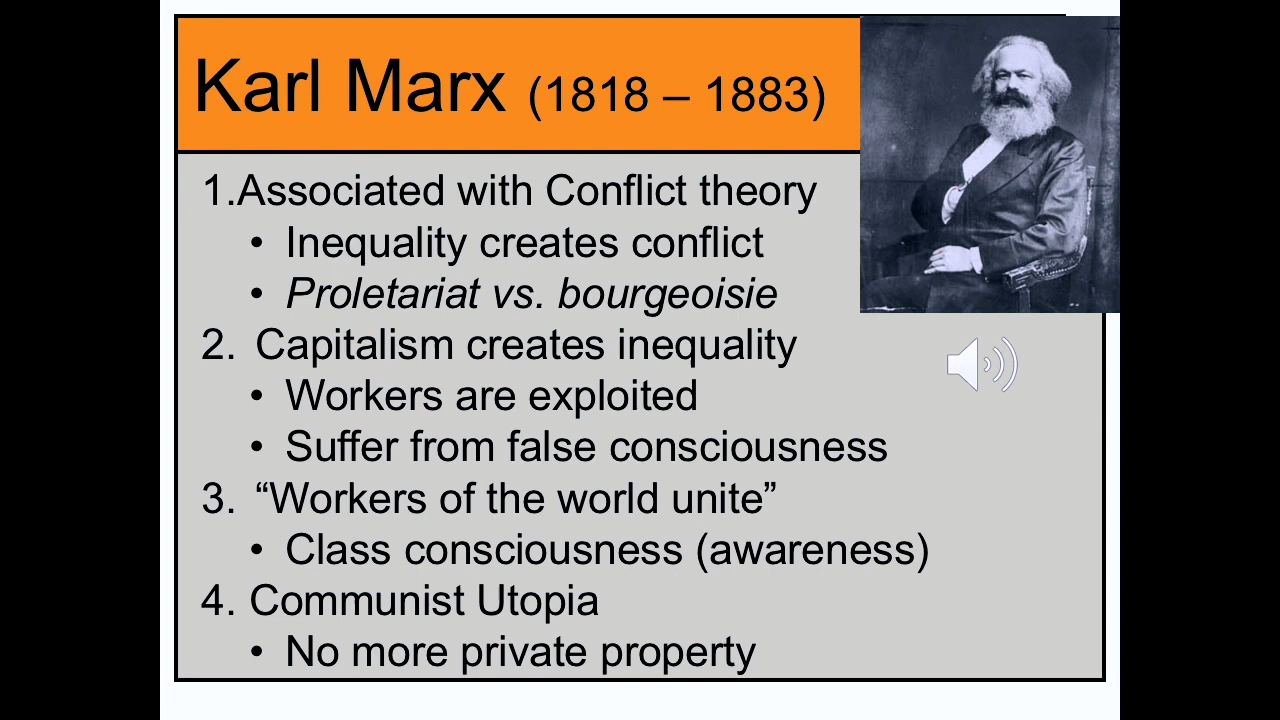 Karl Marx (1818 – 1883)
1.Associated with Conflict theory
• Inequality creates conflict
• Proletariat vs. bourgeoisie
2. Capitalism creates inequality
• Workers are exploited
• Suffer from false consciousness
3. “Workers of the world unite”
• Class consciousness (awareness)
4. Communist Utopia
• No more private property